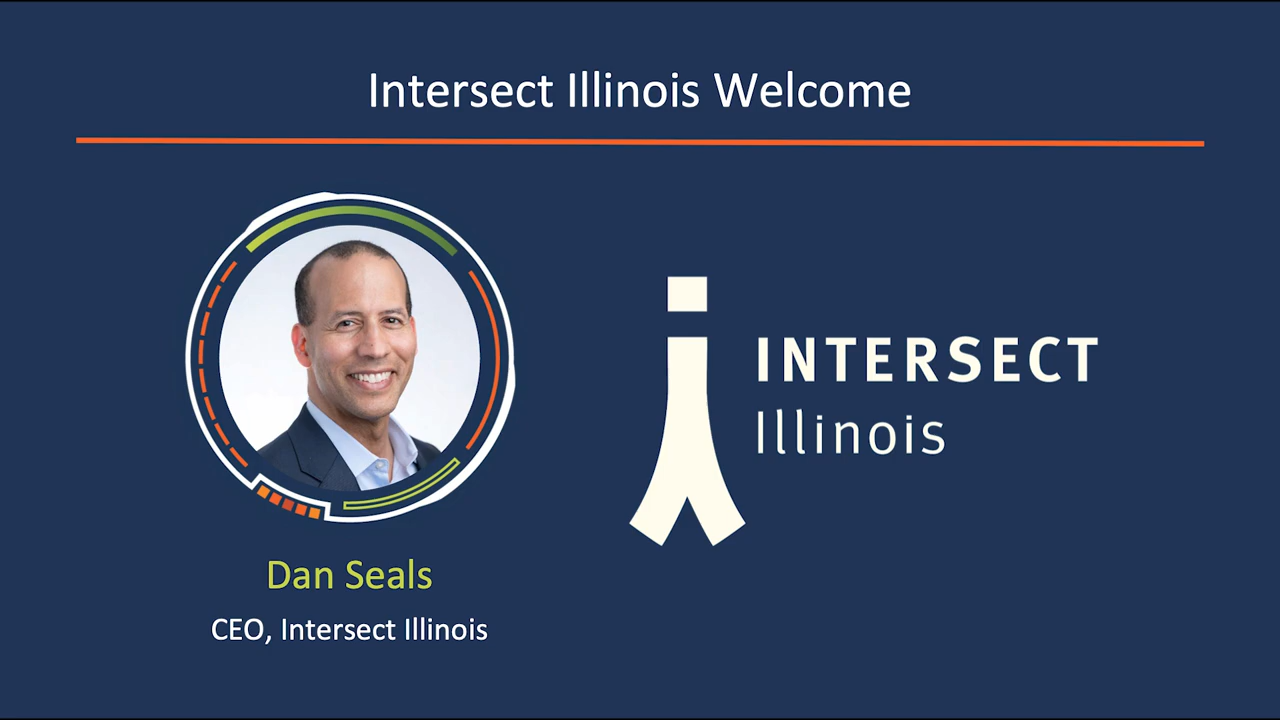 Intersect Illinois Welcome
INTERSECT
Illinois
Dan Seals
CEO, Intersect Illinois